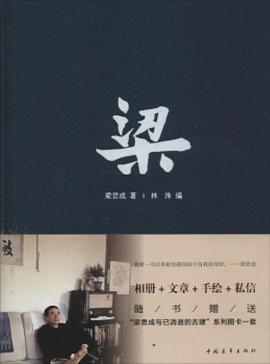 梁
梁思成 著 | 林洙 编
相册+文章+手绘+私信
随/书/赠/送
“梁思成与已消逝的古建”系列图卡一套
中国青年出版社